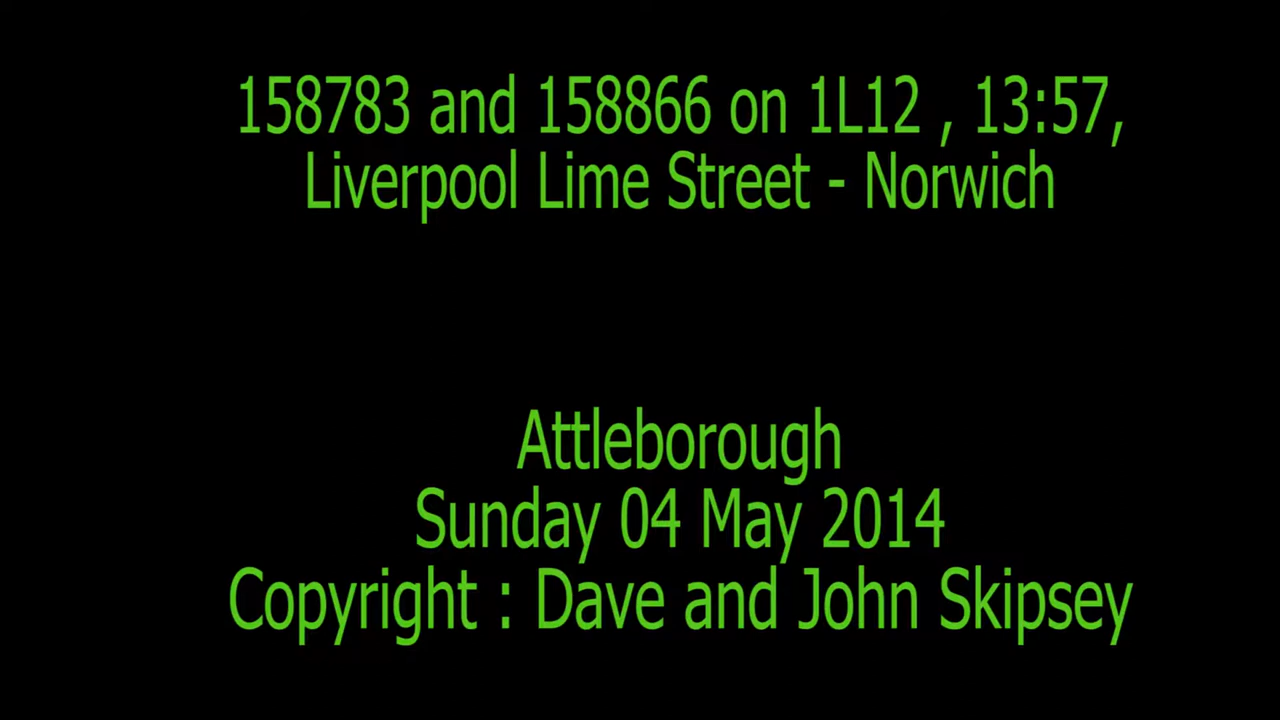 158783 and 158866 on 1L12 , 13:57,
Liverpool Lime Street - Norwich
Attleborough
Sunday 04 May 2014
Copyright : Dave and John Skipsey